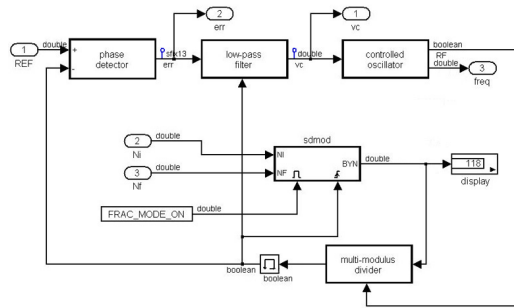 2
err
1
vc
1
REF
double
+
-
phase
detector
sfix13
err
low-pass
filter
double
vc
controlled
oscillator
boolean
RF
double
3
freq
2
Ni
double
3
Nf
double
sdmod
NI
NF
BYN
double
118
display
FRAC_MODE_ON
double
boolean
boolean
multi-modulus
divider